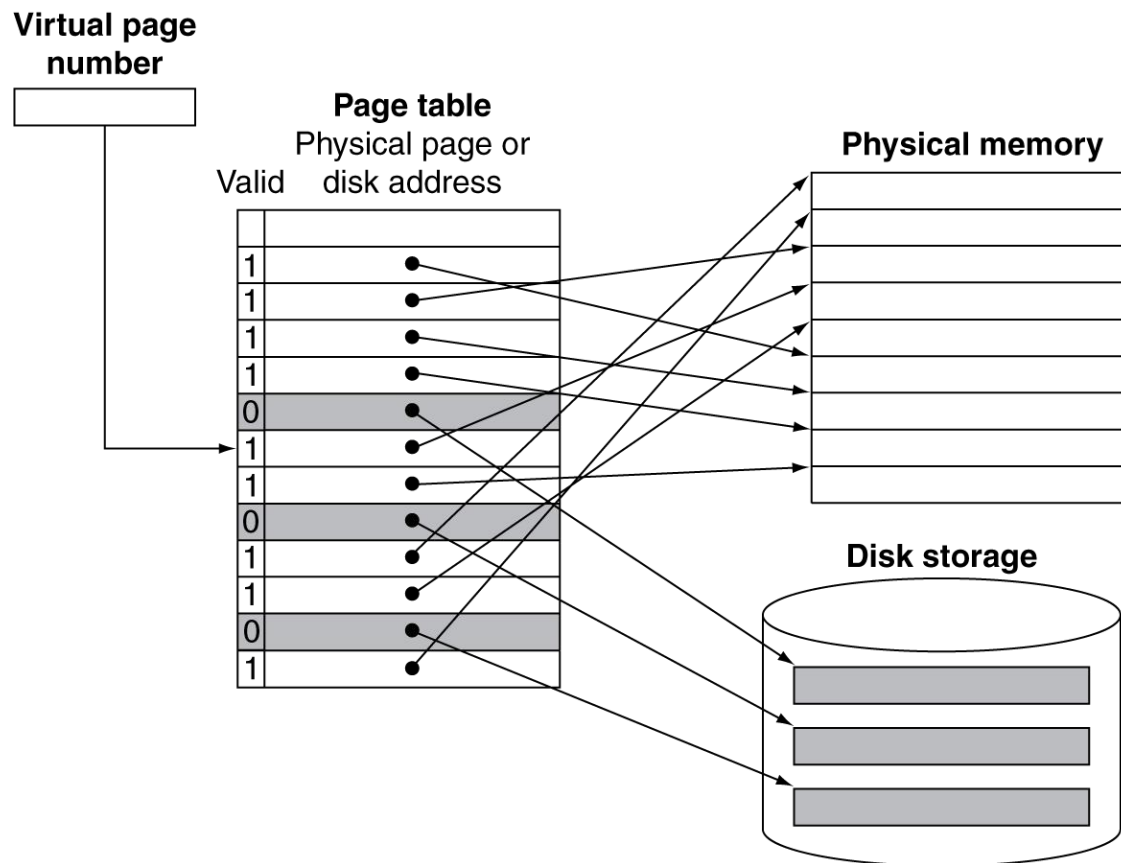 Virtual page
number
Page table
Physical page or
Valid disk address
Physical memory
1
1
1
1
0
1
1
0
1
1
0
1
Disk storage